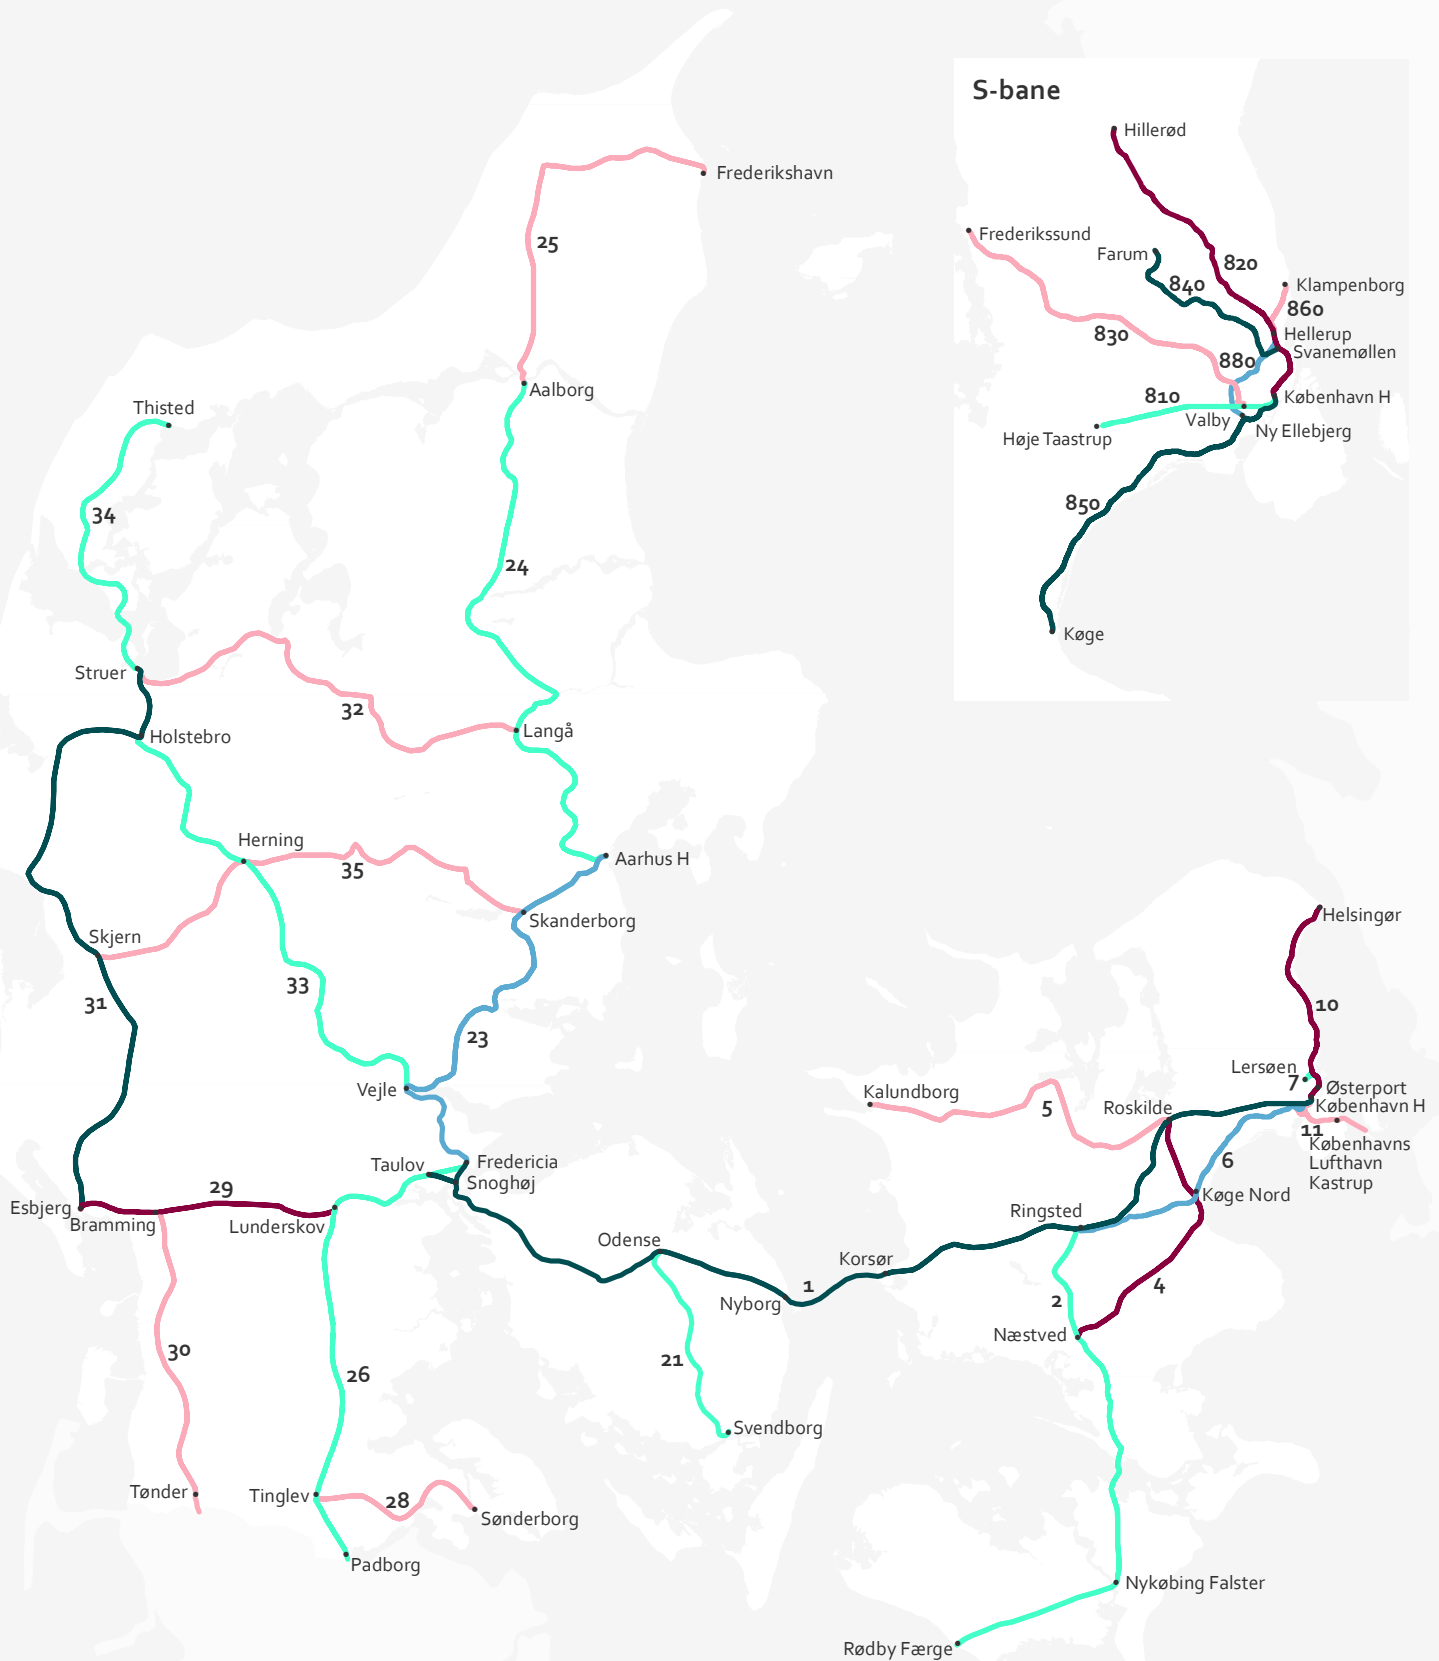 S-bane
Hillerød
Frederikshavn
Frederikssund
25
Farum
820
840
Klampenborg
860
830
Hellerup
Svanemøllen
880
Aalborg
810
København H
Thisted
Valby
Ny Ellebjerg
Høje Taastrup
850
34
24
Køge
Struer
32
Langå
Holstebro
Herning
35
Aarhus H
Skanderborg
Helsingør
Skjern
33
31
10
23
Lersøen
7
Vejle
Kalundborg
Østerport
5
Roskilde
København H
11
Københavns
Lufthavn
Kastrup
6
Taulov
Fredericia
Snoghøj
29
Køge Nord
Esbjerg
Bramming
Lunderskov
Ringsted
Odense
Korsør
1
4
Nyborg
2
Næstved
30
21
26
Svendborg
Tønder
Tinglev
28
Sønderborg
Padborg
Nykøbing Falster
Rødby Færge